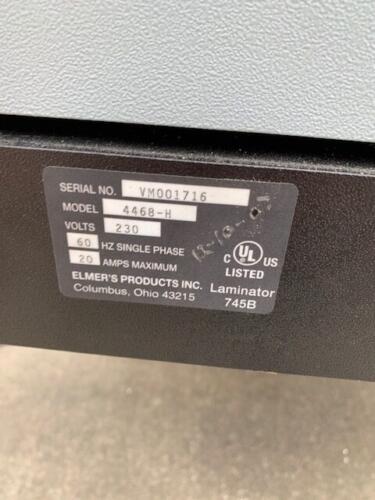 SERIAL NO. VM001716
MODEL 4468-H
VOLTS 230
60 HZ SINGLE PHASE
20 AMPS MAXIMUM
ELMER'S PRODUCTS INC.
Columbus, Ohio 43215
C UL US
LISTED
Laminator
745B